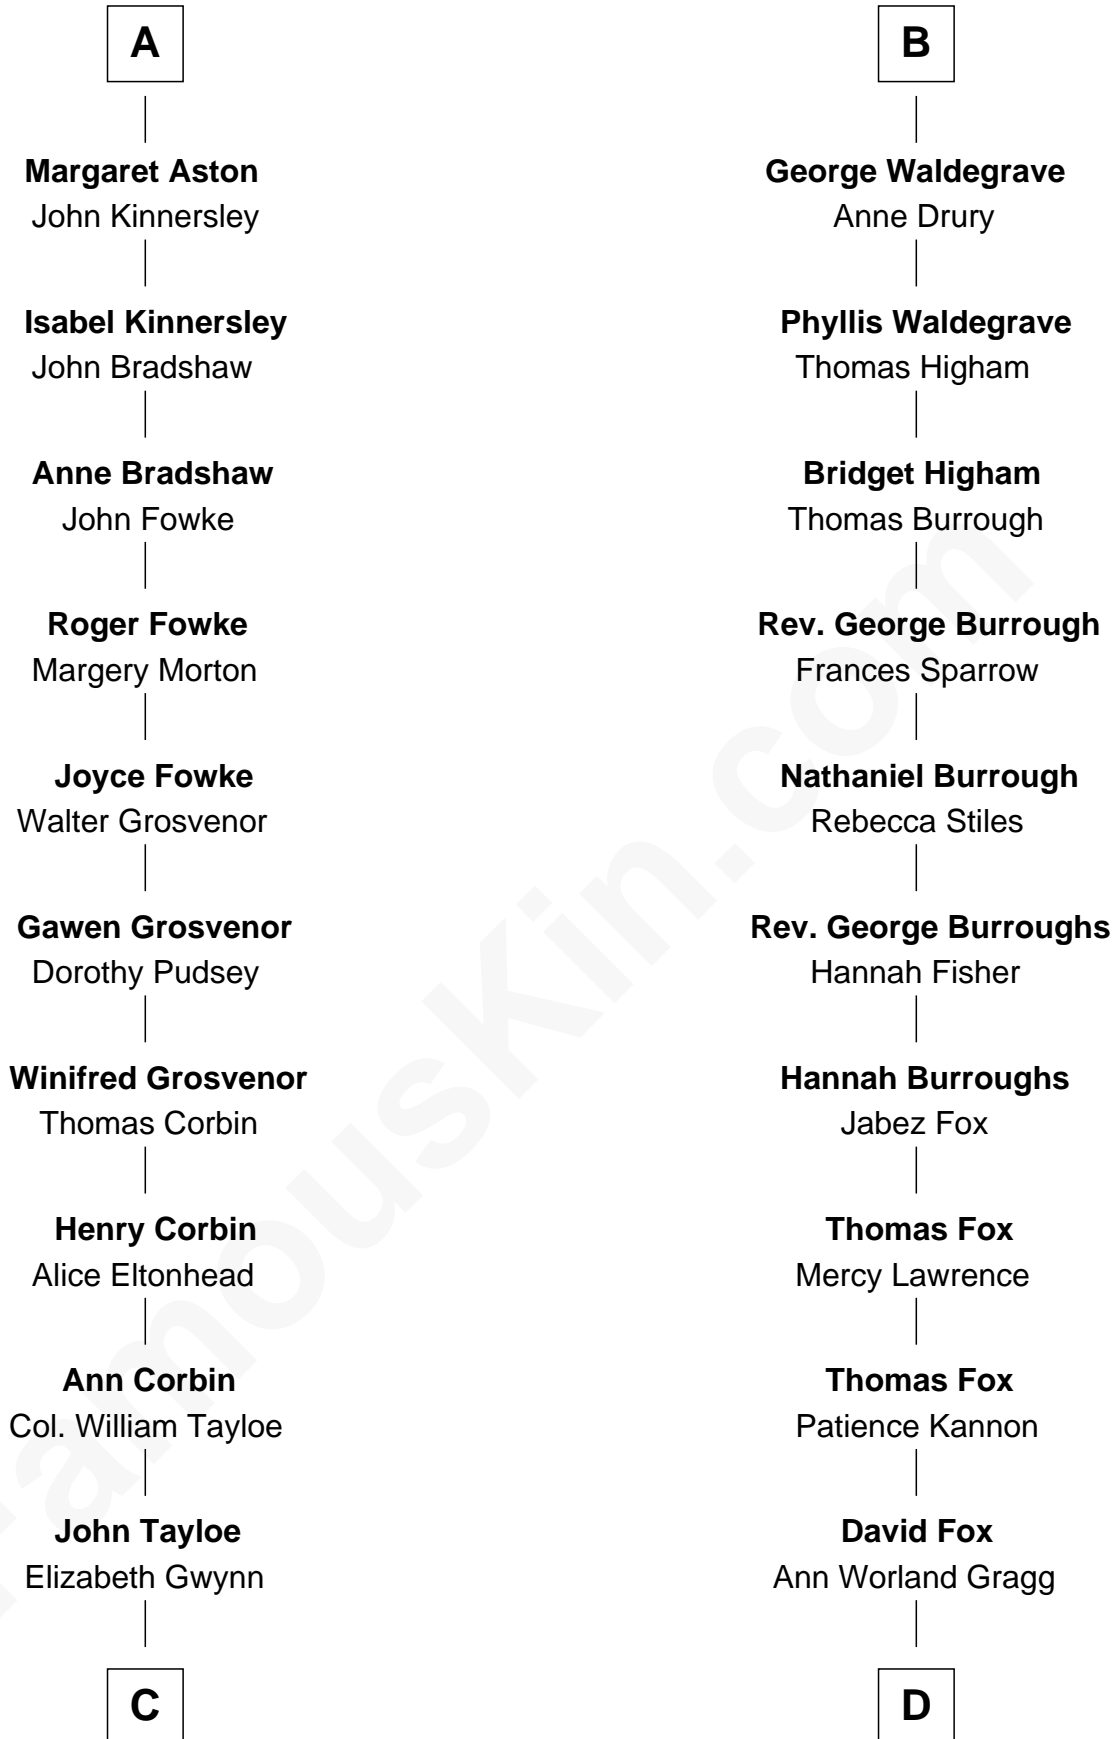 A
Margaret Aston
John Kinnersley
Isabel Kinnersley
John Bradshaw
Anne Bradshaw
John Fowke
Roger Fowke
Margery Morton
Joyce Fowke
Walter Grosvenor
Gawen Grosvenor
Dorothy Pudsey
Winifred Grosvenor
Thomas Corbin
Henry Corbin
Alice Eltonhead
Ann Corbin
Col. William Tayloe
John Tayloe
Elizabeth Gwynn
C
B
George Waldegrave
Anne Drury
Phyllis Waldegrave
Thomas Higham
Bridget Higham
Thomas Burrough
Rev. George Burrough
Frances Sparrow
Nathaniel Burrough
Rebecca Stiles
Rev. George Burroughs
Hannah Fisher
Hannah Burroughs
Jabez Fox
Thomas Fox
Mercy Lawrence
Thomas Fox
Patience Kannon
David Fox
Ann Worland Gragg
D
FamousKin.com